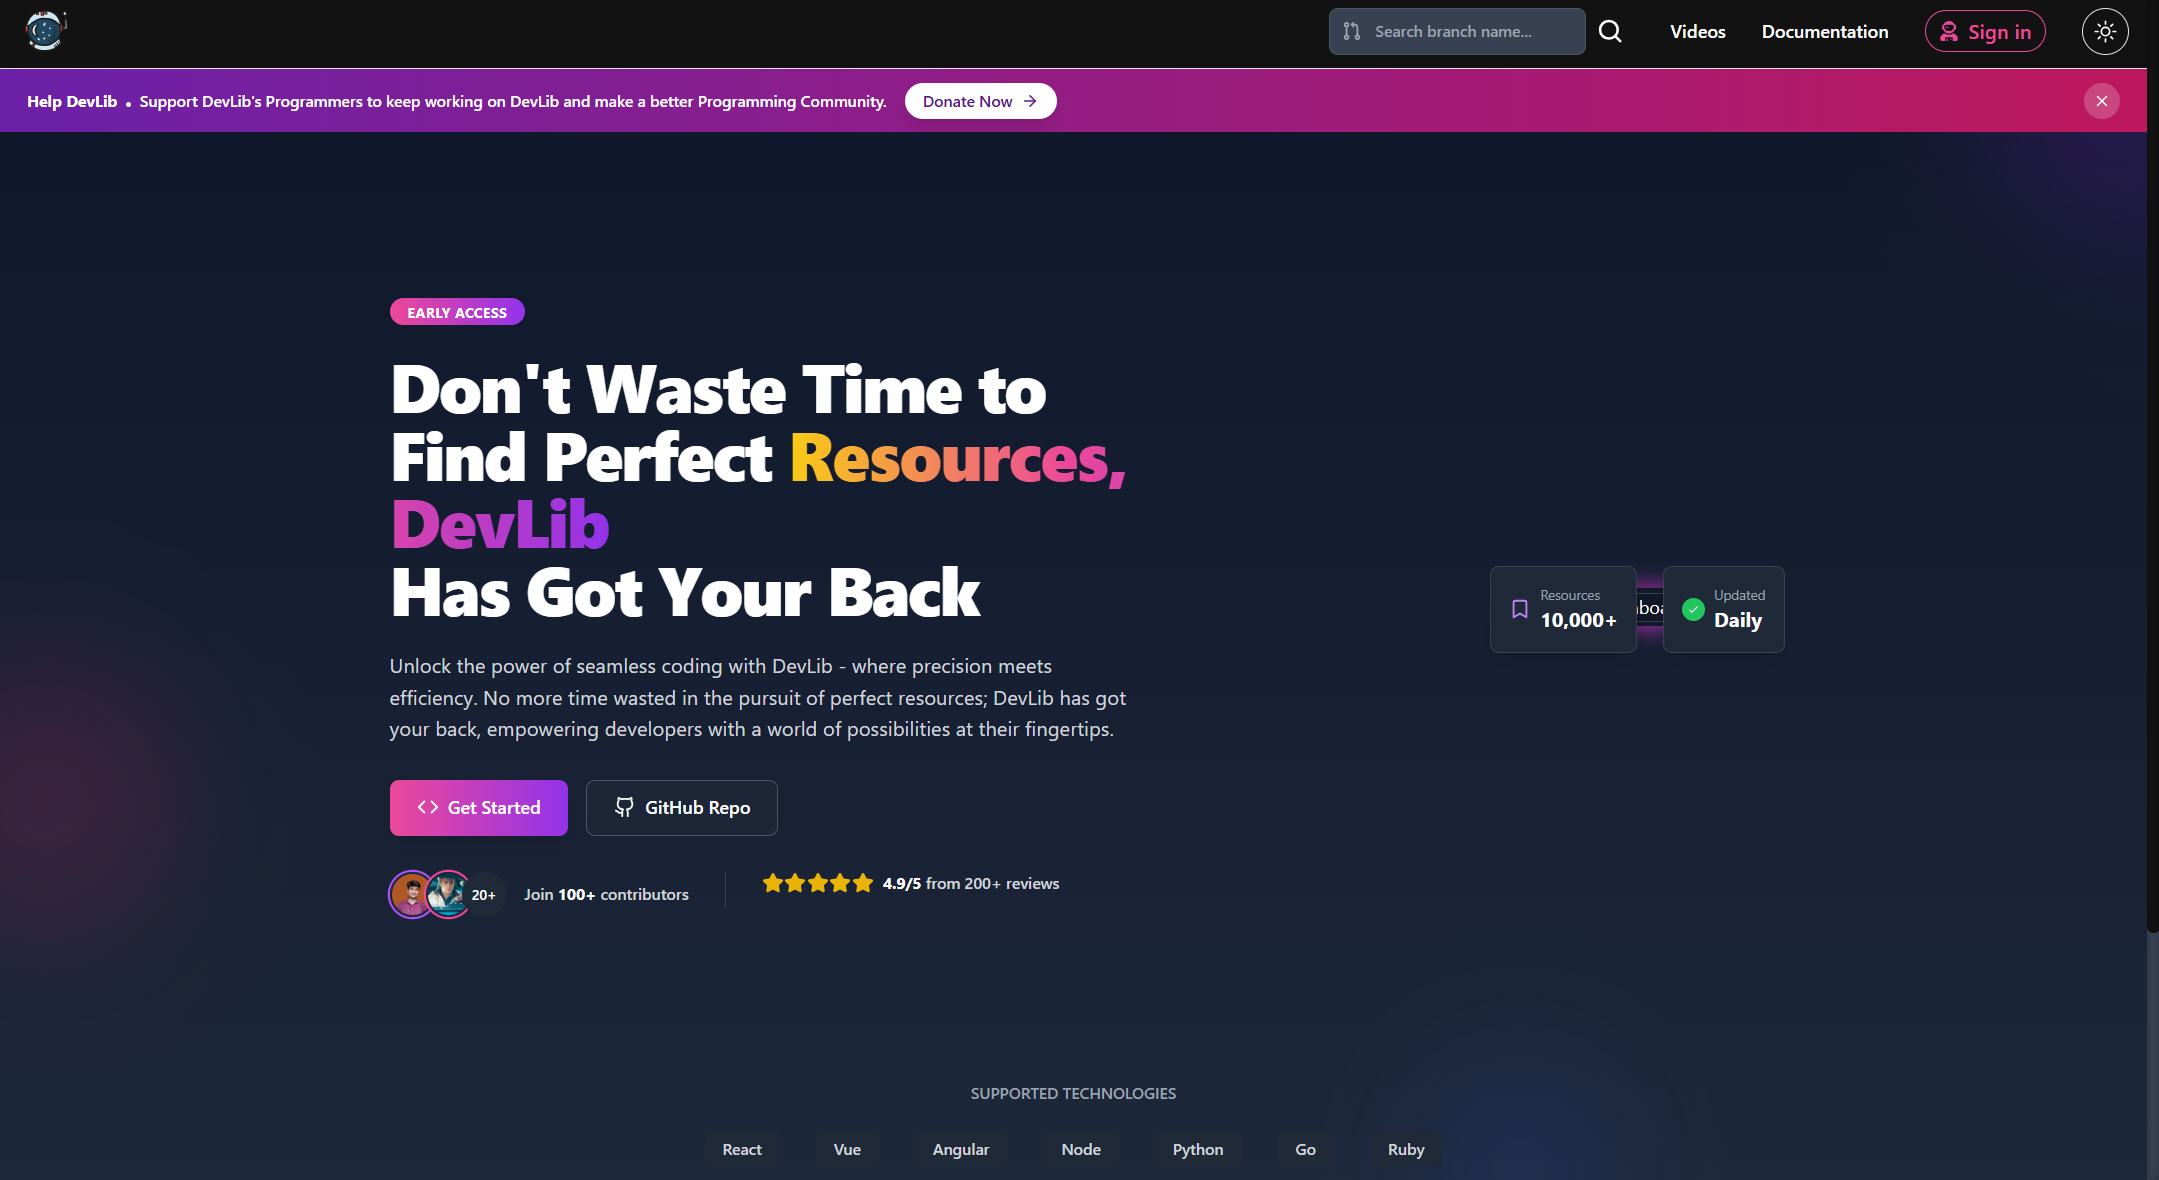 Search branch name...
Videos
Documentation
Sign in
Help DevLib • Support DevLib's Programmers to keep working on DevLib and make a better Programming Community.
Donate Now
EARLY ACCESS
Don't Waste Time to
Find Perfect Resources,
DevLib
Has Got Your Back
Unlock the power of seamless coding with DevLib - where precision meets
efficiency. No more time wasted in the pursuit of perfect resources; DevLib has got
your back, empowering developers with a world of possibilities at their fingertips.
Get Started
GitHub Repo
20+
Join 100+ contributors
4.9/5 from 200+ reviews
Resources
10,000+
Updated
Daily
SUPPORTED TECHNOLOGIES
React
Vue
Angular
Node
Python
Go
Ruby